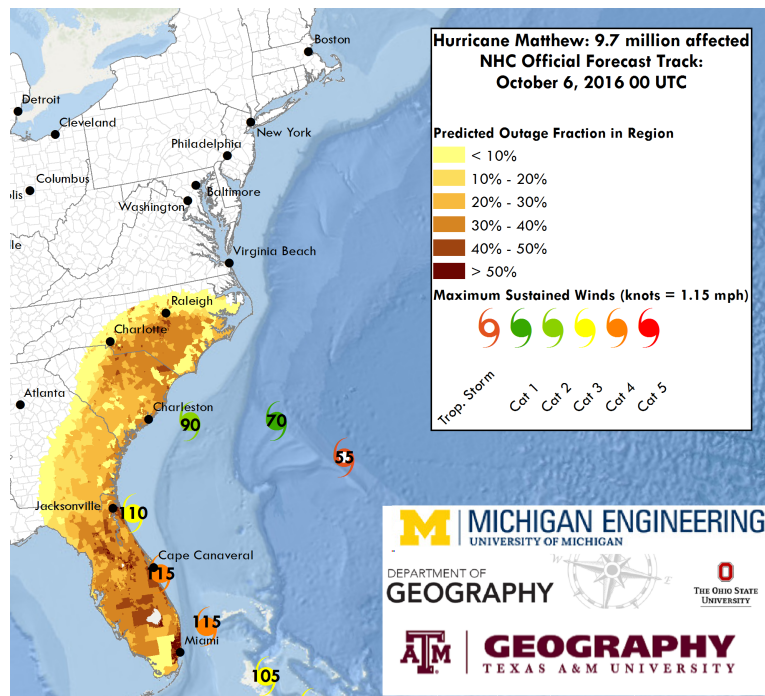 Hurricane Matthew: 9.7 million affected
NHC Official Forecast Track:
October 6, 2016 00 UTC
Predicted Outage Fraction in Region
< 10%
10% - 20%
20% - 30%
30% - 40%
40% - 50%
> 50%
Maximum Sustained Winds (knots = 1.15 mph)
Trop. Storm
Cat 1
Cat 2
Cat 3
Cat 4
Cat 5
Boston
Detroit
Cleveland
New York
Philadelphia
Columbus
lis
Baltimore
Washington
le
Virginia Beach
Raleigh
Charlotte
Atlanta
Charleston
90
70
55
Jacksonville
110
Cape Canaveral
115
115
Miami
105
M
MICHIGAN ENGINEERING
UNIVERSITY OF MICHIGAN
DEPARTMENT OF
GEOGRAPHY
W
E
THE OHIO STATE
UNIVERSITY
ATM
GEOGRAPHY
TEXAS A&M UNIVERSITY